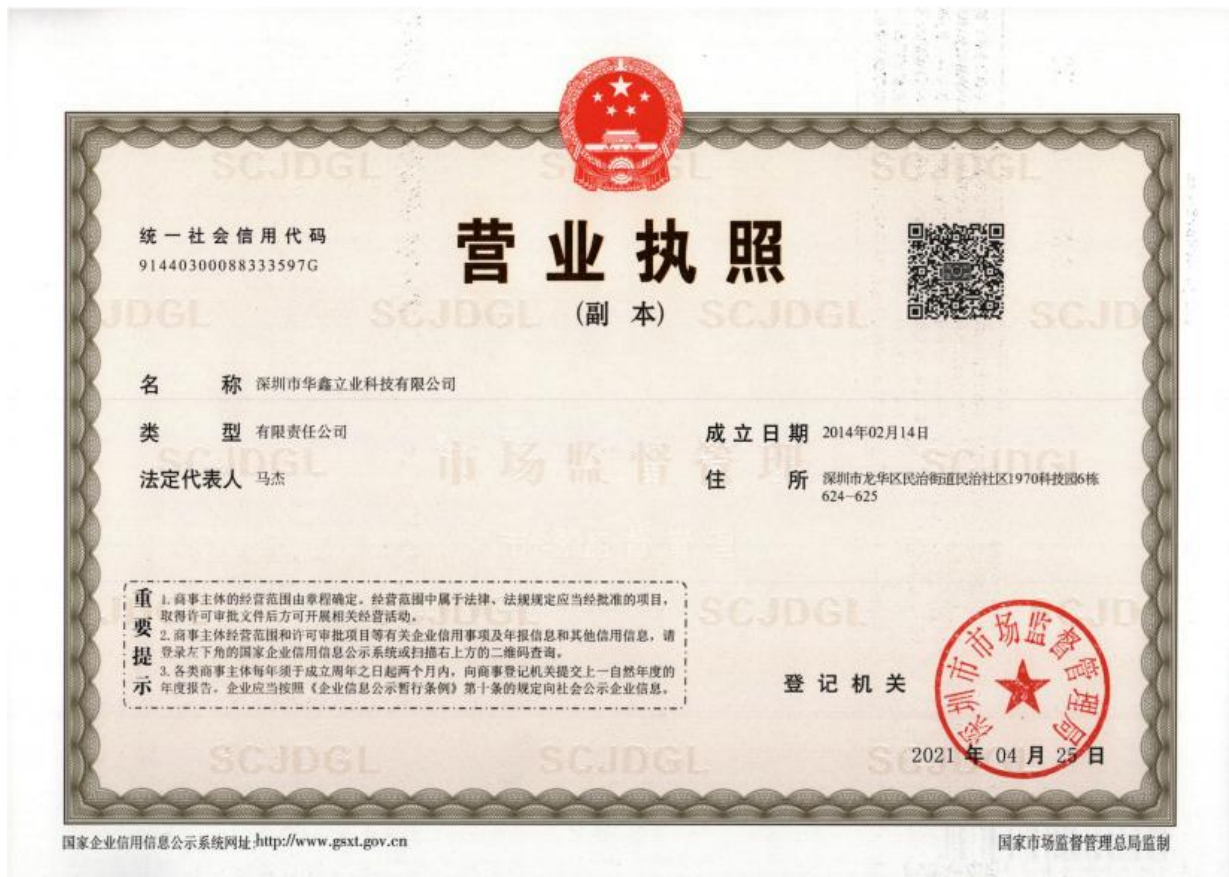 统一社会信用代码
91440300088333597G
营业执照
(副 本)
名 称 深圳市华鑫立业科技有限公司
类 型 有限责任公司
法定代表人 马杰
成立日期 2014年02月14日
住 所 深圳市龙华区民治街道民治社区1970科技园6栋
624-625
重要提示
1.商事主体的经营范围由章程确定。经营范围中属于法律、法规规定应当经批准的项目,
取得许可审批文件后方可开展相关经营活动。
2.商事主体经营范围和许可审批项目等有关企业信用事项及年报信息和其他信用信息,请
登录左下角的国家企业信用信息公示系统或扫描右上方的二维码查询。
3.各类商事主体每年须于成立周年之日起两个月内,向商事登记机关提交上一自然年度的
年度报告。企业应当按照《企业信息公示暂行条例》第十条的规定向社会公示企业信息。
登记机关
深圳市市场监督管理局
2021 年 04 月 25 日
国家企业信用信息公示系统网址:http://www.gsxt.gov.cn
国家市场监督管理总局监制
SCJDGL
市场监督管理